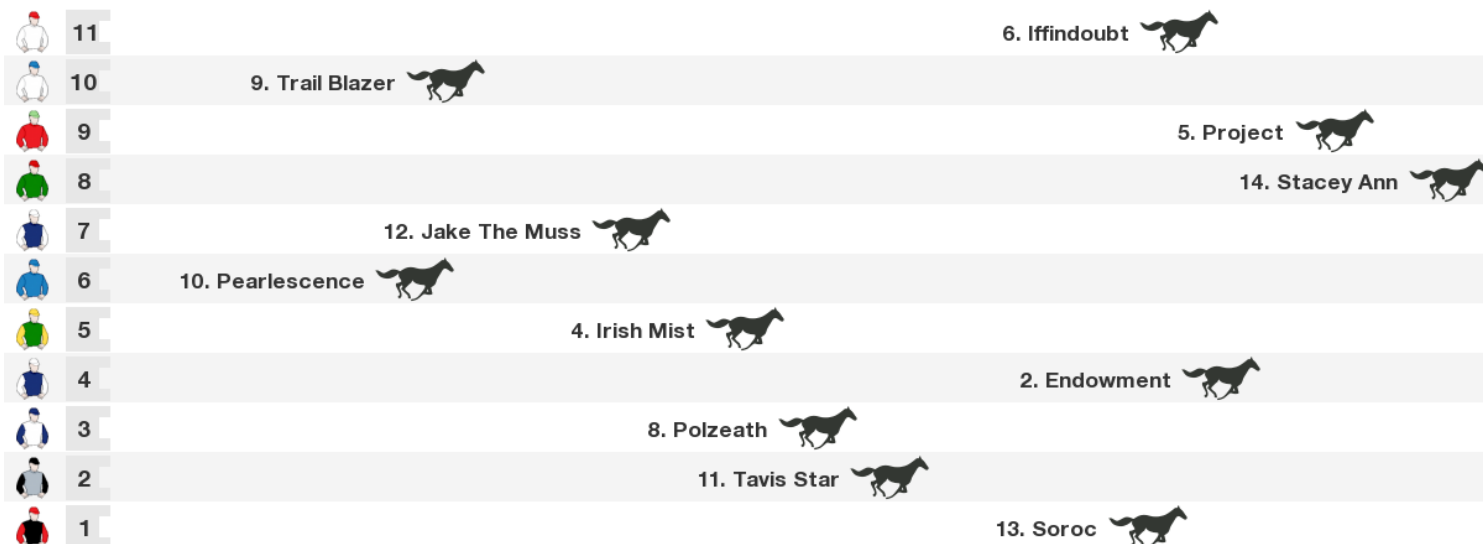 11 6. Iffindoubt
10 9. Trail Blazer
9 5. Project
8 14. Stacey Ann
7 12. Jake The Muss
6 10. Pearlescence
5 4. Irish Mist
4 2. Endowment
3 8. Polzeath
2 11. Tavis Star
1 13. Soroc